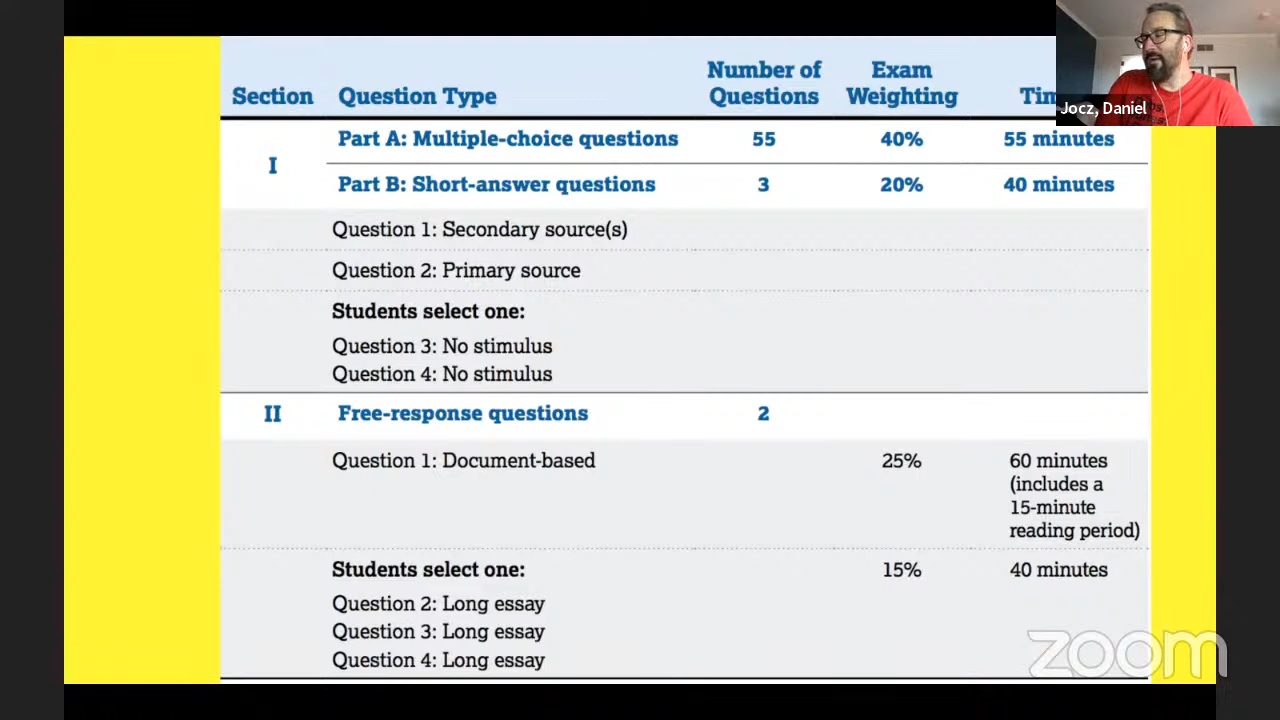 Number of Exam
Section Question Type Questions Weighting
Jocz, Daniel
Part A: Multiple-choice questions 55 40% 55 minutes
I
Part B: Short-answer questions 3 20% 40 minutes
Question 1: Secondary source(s)
Question 2: Primary source
Students select one:
Question 3: No stimulus
Question 4: No stimulus
II Free-response questions 2
Question 1: Document-based 25% 60 minutes
(includes a
15-minute
reading period)
Students select one: 15% 40 minutes
Question 2: Long essay
Question 3: Long essay
Question 4: Long essay
zoom